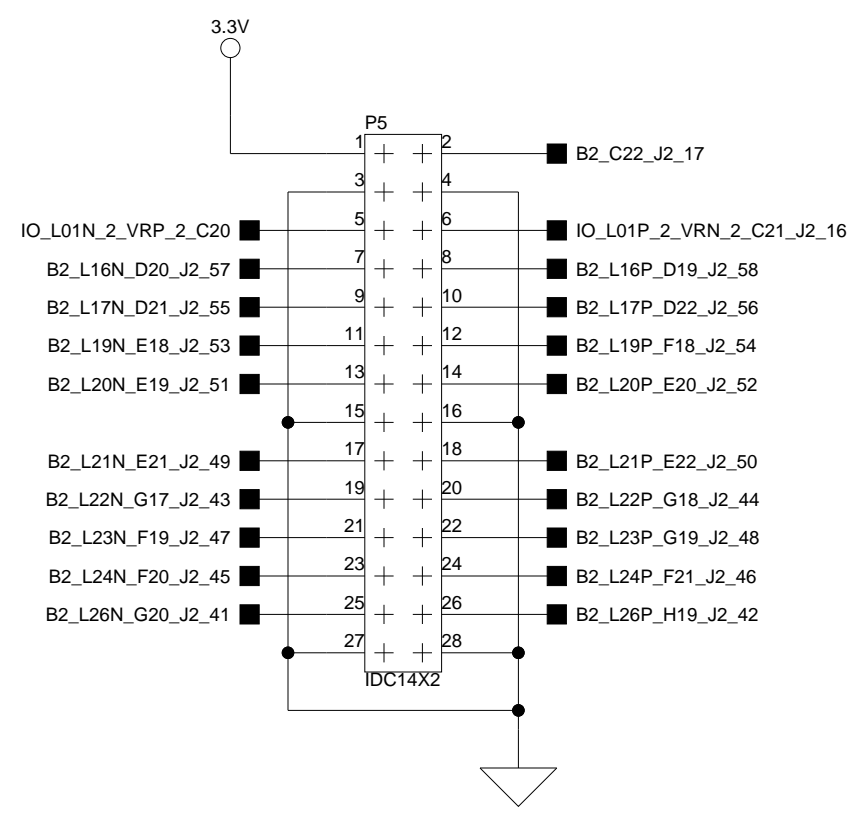 3.3V
P5
1 2 B2_C22_J2_17
3 4
IO_L01N_2_VRP_2_C20 5 6 IO_L01P_2_VRN_2_C21_J2_16
B2_L16N_D20_J2_57 7 8 B2_L16P_D19_J2_58
B2_L17N_D21_J2_55 9 10 B2_L17P_D22_J2_56
B2_L19N_E18_J2_53 11 12 B2_L19P_F18_J2_54
B2_L20N_E19_J2_51 13 14 B2_L20P_E20_J2_52
15 16
B2_L21N_E21_J2_49 17 18 B2_L21P_E22_J2_50
B2_L22N_G17_J2_43 19 20 B2_L22P_G18_J2_44
B2_L23N_F19_J2_47 21 22 B2_L23P_G19_J2_48
B2_L24N_F20_J2_45 23 24 B2_L24P_F21_J2_46
B2_L26N_G20_J2_41 25 26 B2_L26P_H19_J2_42
27 28
IDC14X2